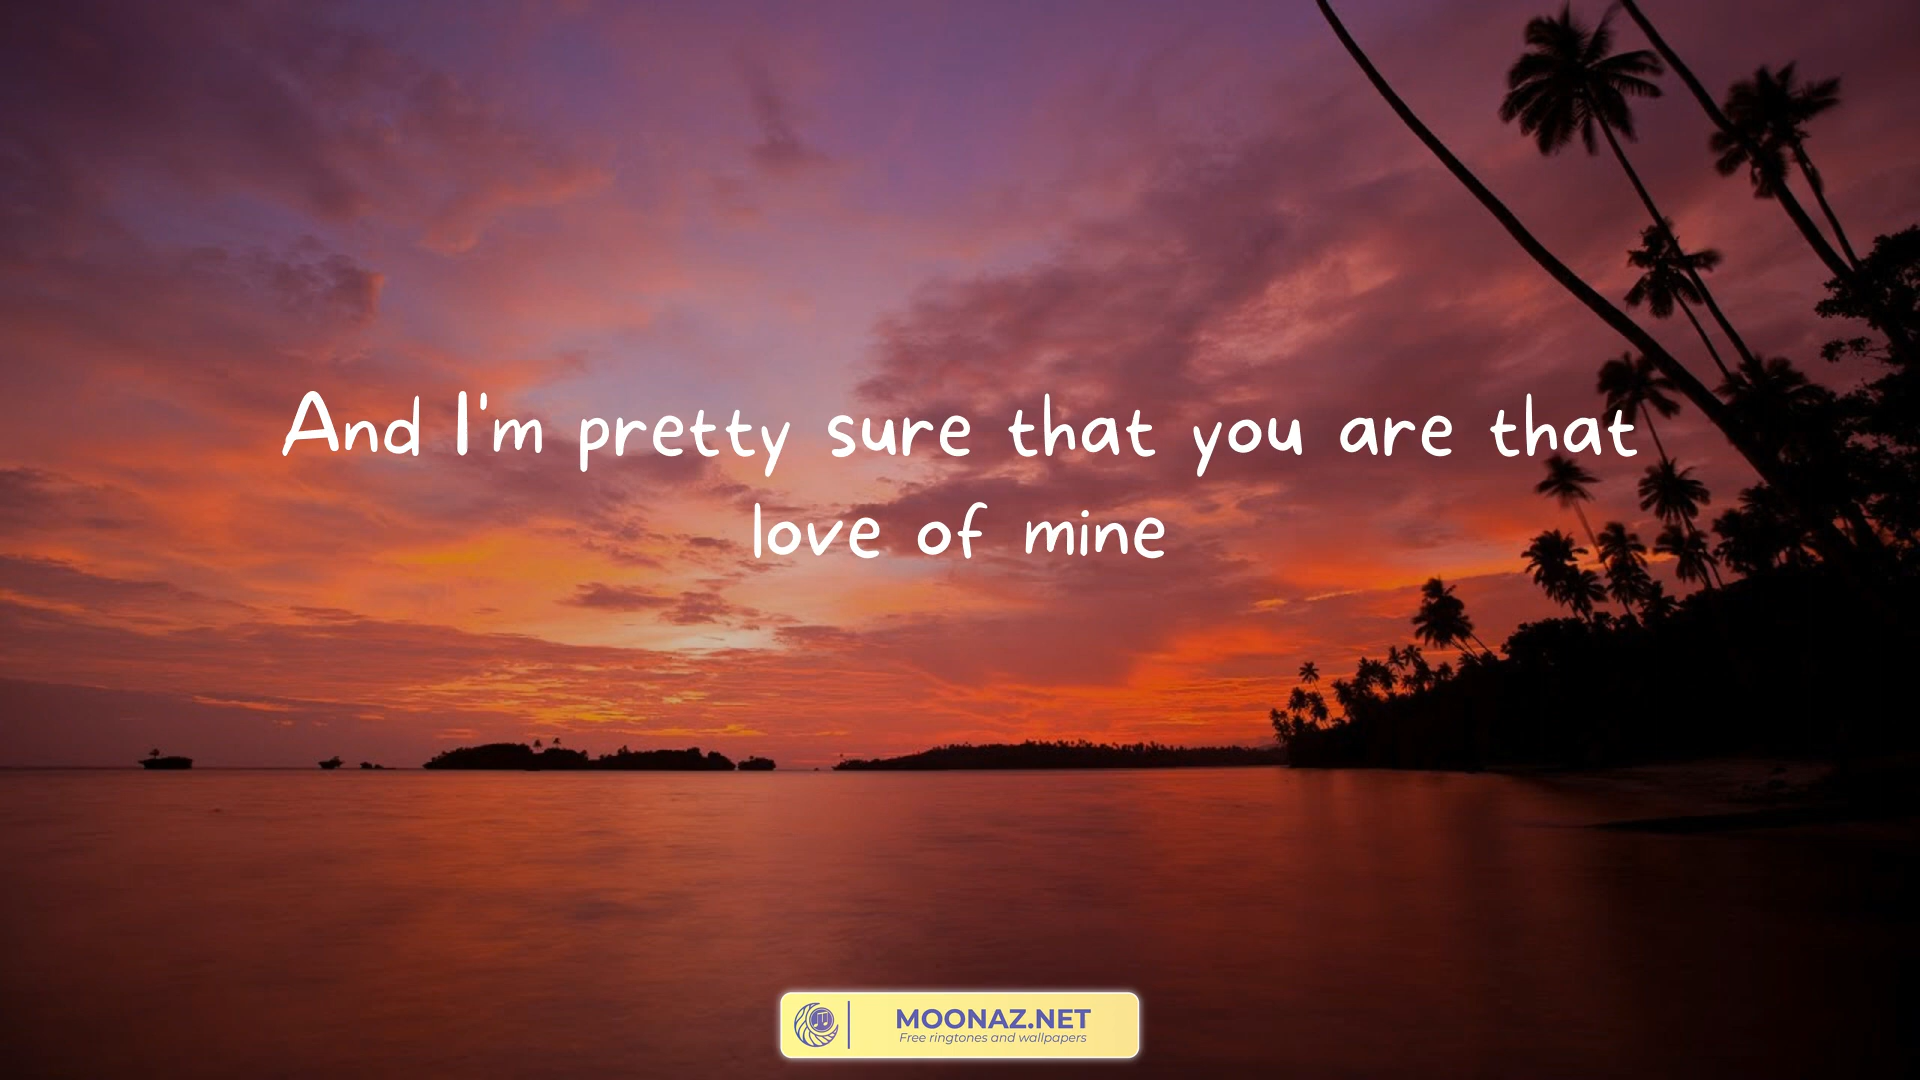 And I'm pretty sure that you are that
love of mine
MOONAZ.NET
Free ringtones and wallpapers